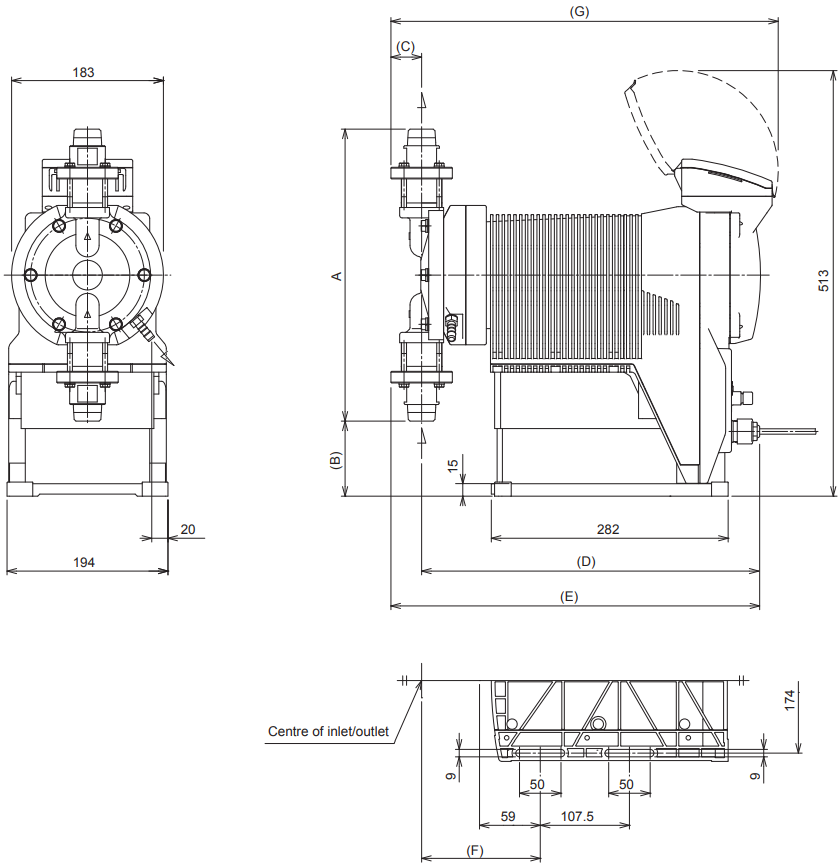 (G)
(C)
183
A
513
(B)
15
20
282
194
(D)
(E)
174
Centre of inlet/outlet
9
50
50
9
59
107.5
(F)